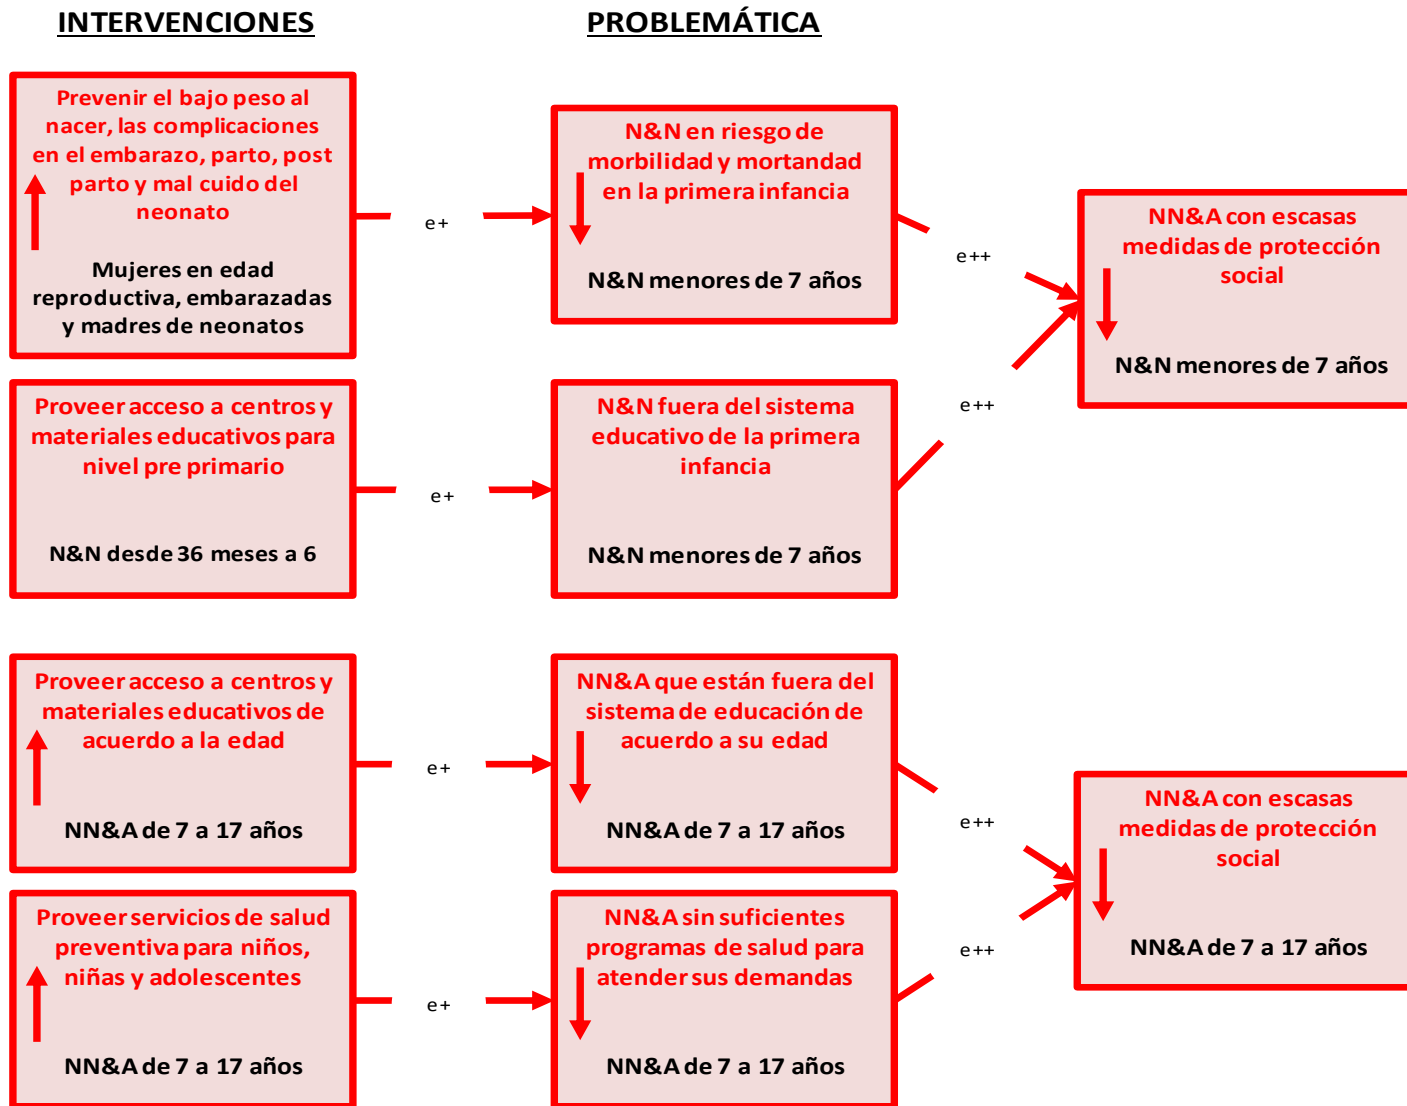 INTERVENCIONES
PROBLEMÁTICA
Prevenir el bajo peso al
nacer, las complicaciones
en el embarazo, parto, post
parto y mal cuido del
neonato
Mujeres en edad
reproductiva, embarazadas
y madres de neonatos
e+
N&N en riesgo de
morbilidad y mortandad
en la primera infancia
N&N menores de 7 años
e++
NN&A con escasas
medidas de protección
social
N&N menores de 7 años
Proveer acceso a centros y
materiales educativos para
nivel pre primario
N&N desde 36 meses a 6
e+
N&N fuera del sistema
educativo de la primera
infancia
N&N menores de 7 años
e++
Proveer acceso a centros y
materiales educativos de
acuerdo a la edad
NN&A de 7 a 17 años
e+
NN&A que están fuera del
sistema de educación de
acuerdo a su edad
NN&A de 7 a 17 años
e++
NN&A con escasas
medidas de protección
social
NN&A de 7 a 17 años
Proveer servicios de salud
preventiva para niños,
niñas y adolescentes
NN&A de 7 a 17 años
e+
NN&A sin suficientes
programas de salud para
atender sus demandas
NN&A de 7 a 17 años
e++